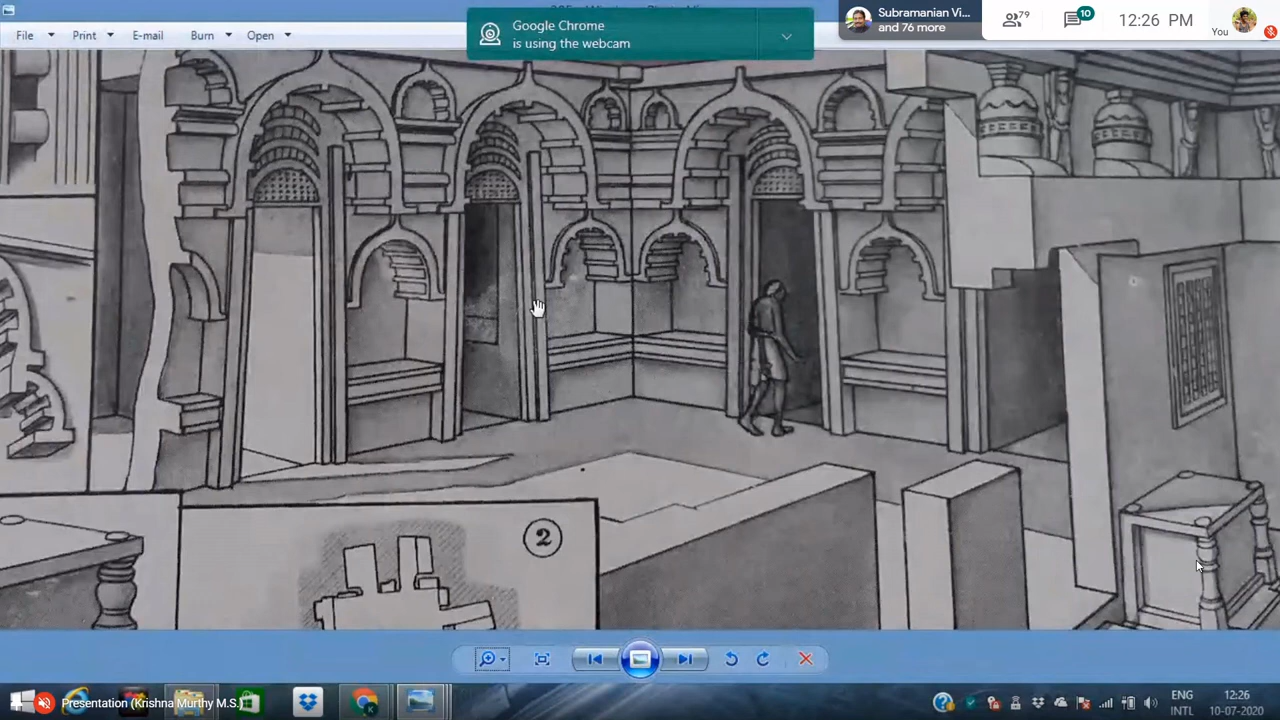 Google Chrome
is using the webcam
Subramanian Vi...
and 76 more
79
10
12:26 PM
You
File
Print
E-mail
Burn
Open
2
Presentation (Krishna Murthy M.S.)
ENG
INTL
12:26
10-07-2020